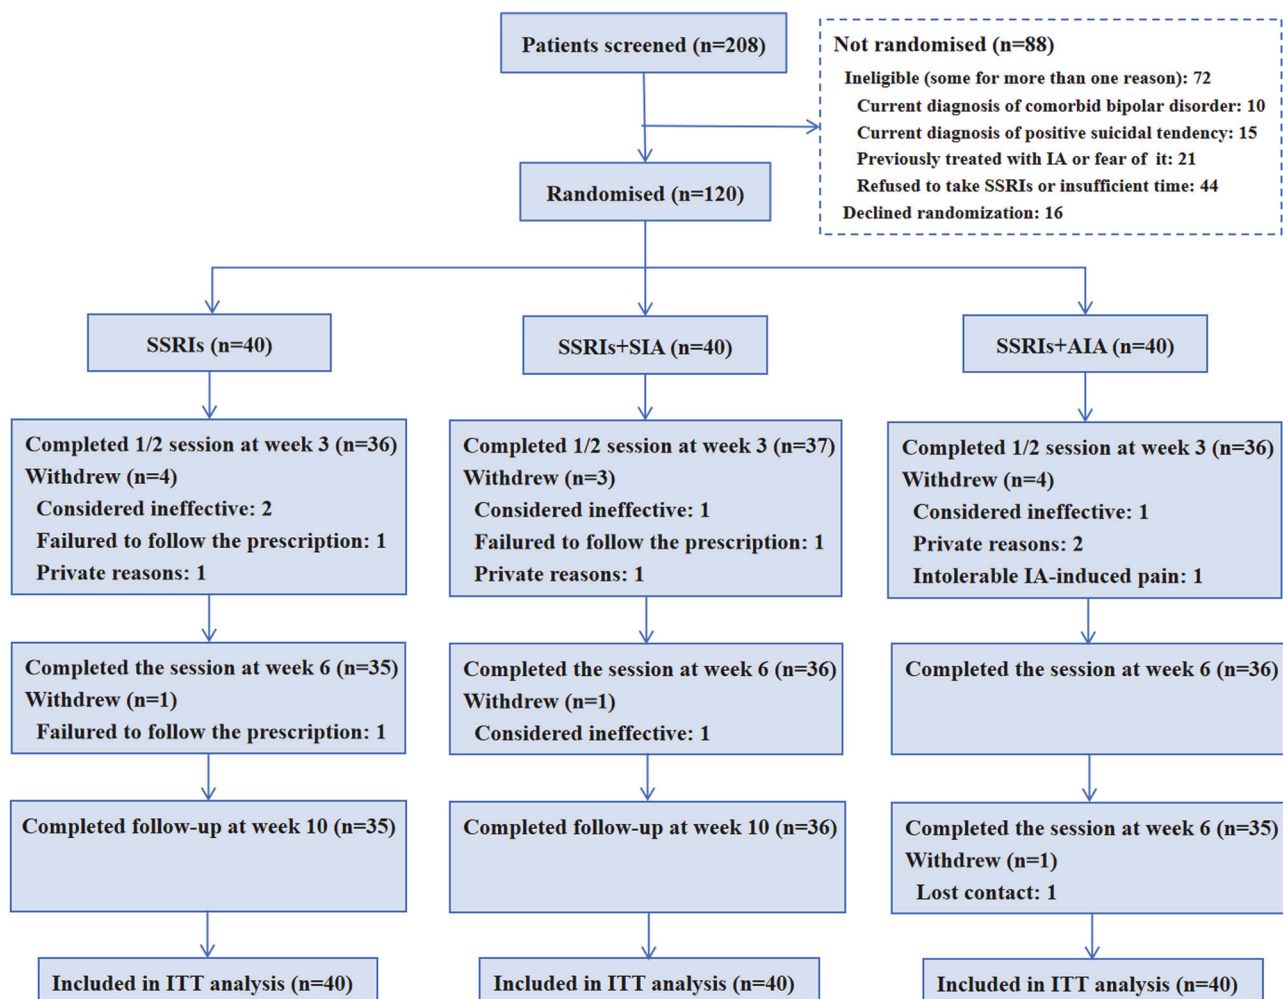 Patients screened (n=208)
Not randomised (n=88)
Ineligible (some for more than one reason): 72
Current diagnosis of comorbid bipolar disorder: 10
Current diagnosis of positive suicidal tendency: 15
Previously treated with IA or fear of it: 21
Refused to take SSRIs or insufficient time: 44
Declined randomization: 16
Randomised (n=120)
SSRIs (n=40)
SSRIs+SIA (n=40)
SSRIs+AIA (n=40)
Completed 1/2 session at week 3 (n=36)
Withdrew (n=4)
Considered ineffective: 2
Failured to follow the prescription: 1
Private reasons: 1
Completed 1/2 session at week 3 (n=37)
Withdrew (n=3)
Considered ineffective: 1
Failured to follow the prescription: 1
Private reasons: 1
Completed 1/2 session at week 3 (n=36)
Withdrew (n=4)
Considered ineffective: 1
Private reasons: 2
Intolerable IA-induced pain: 1
Completed the session at week 6 (n=35)
Withdrew (n=1)
Failured to follow the prescription: 1
Completed the session at week 6 (n=36)
Withdrew (n=1)
Considered ineffective: 1
Completed the session at week 6 (n=36)
Completed follow-up at week 10 (n=35)
Completed follow-up at week 10 (n=36)
Completed the session at week 6 (n=35)
Withdrew (n=1)
Lost contact: 1
Included in ITT analysis (n=40)
Included in ITT analysis (n=40)
Included in ITT analysis (n=40)